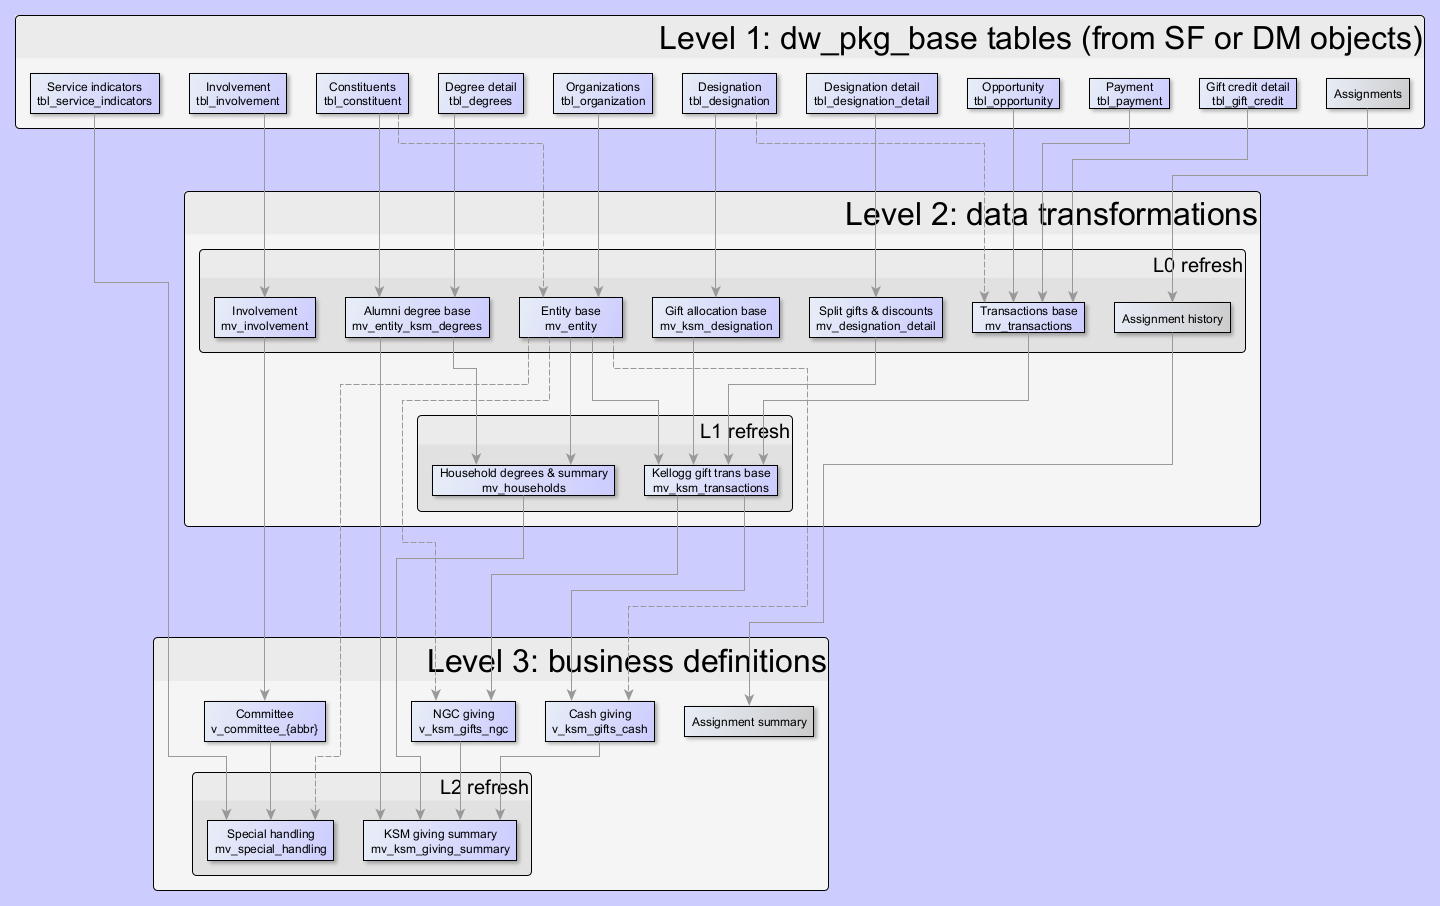 Level 1: dw_pkg_base tables (from SF or DM objects)
Service indicators
tbl_service_indicators
Involvement
tbl_involvement
Constituents
tbl_constituent
Degree detail
tbl_degrees
Organizations
tbl_organization
Designation
tbl_designation
Designation detail
tbl_designation_detail
Opportunity
tbl_opportunity
Payment
tbl_payment
Gift credit detail
tbl_gift_credit
Assignments
Level 2: data transformations
L0 refresh
Involvement
mv_involvement
Alumni degree base
mv_entity_ksm_degrees
Entity base
mv_entity
Gift allocation base
mv_ksm_designation
Split gifts & discounts
mv_designation_detail
Transactions base
mv_transactions
Assignment history
L1 refresh
Household degrees & summary
mv_households
Kellogg gift trans base
mv_ksm_transactions
Level 3: business definitions
Committee
v_committee_{abbr}
NGC giving
v_ksm_gifts_ngc
Cash giving
v_ksm_gifts_cash
Assignment summary
L2 refresh
Special handling
mv_special_handling
KSM giving summary
mv_ksm_giving_summary